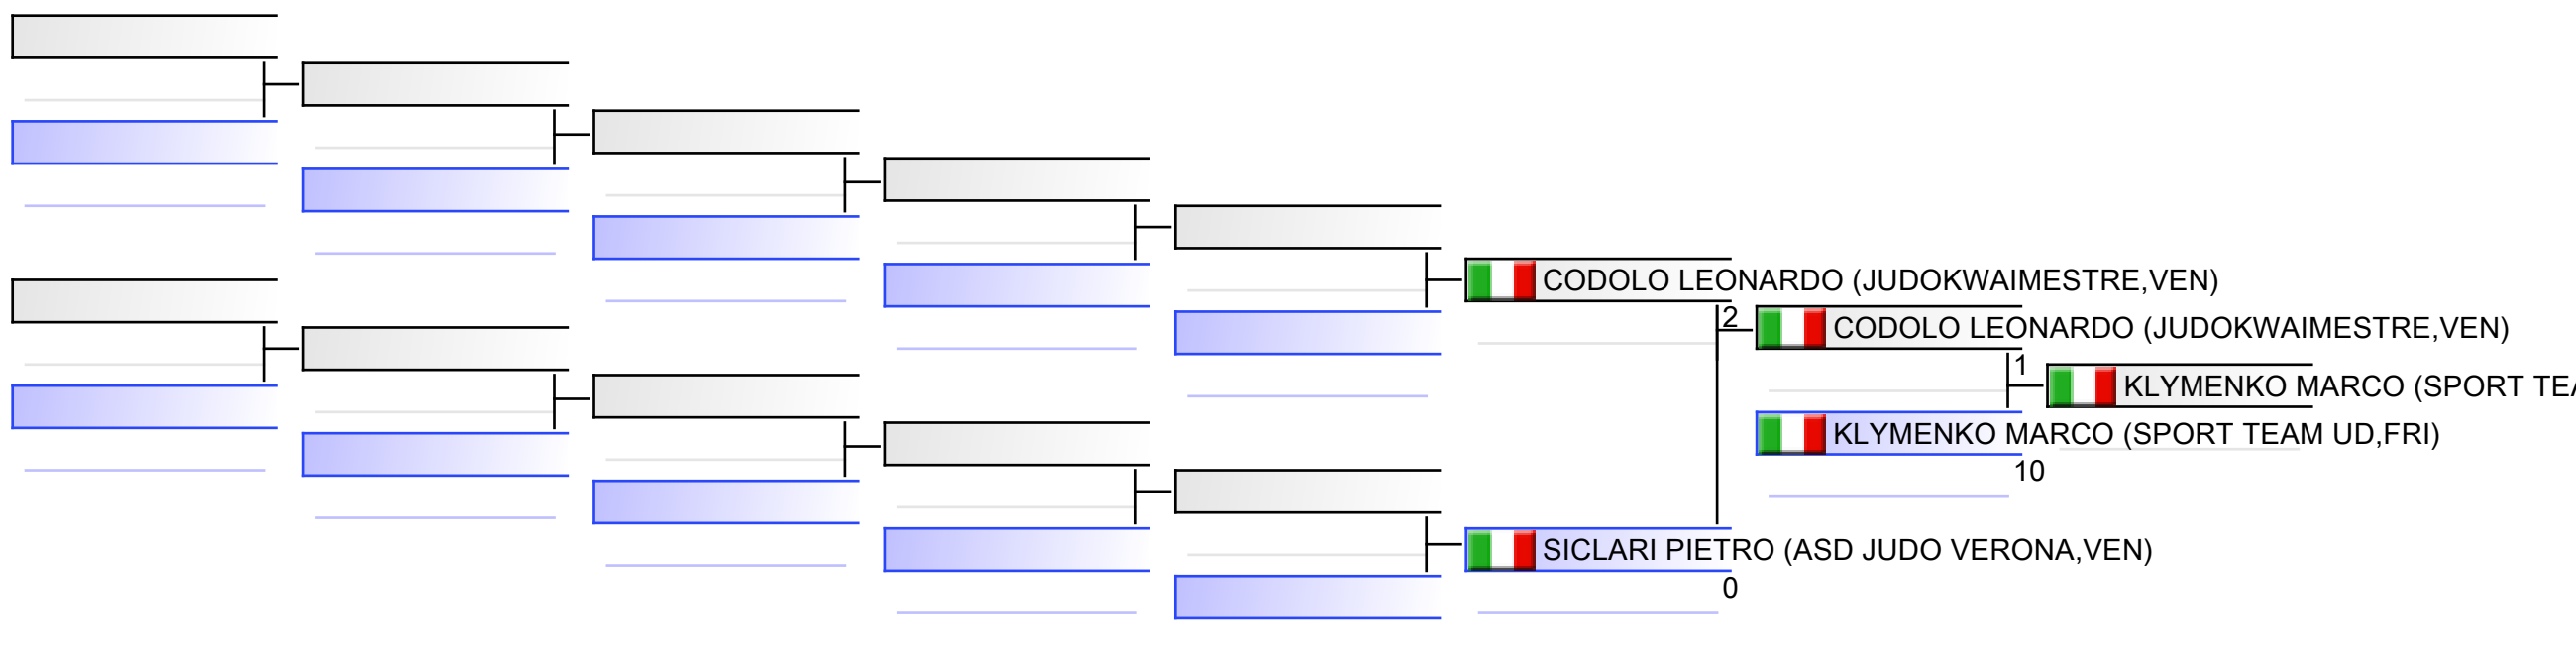 CODOLO LEONARDO (JUDOKWAIMESTRE,VEN)
2
CODOLO LEONARDO (JUDOKWAIMESTRE,VEN)
1
KLYMENKO MARCO (SPORT
KLYMENKO MARCO (SPORT TEAM UD,FRI)
10
SICLARI PIETRO (ASD JUDO VERONA,VEN)
0